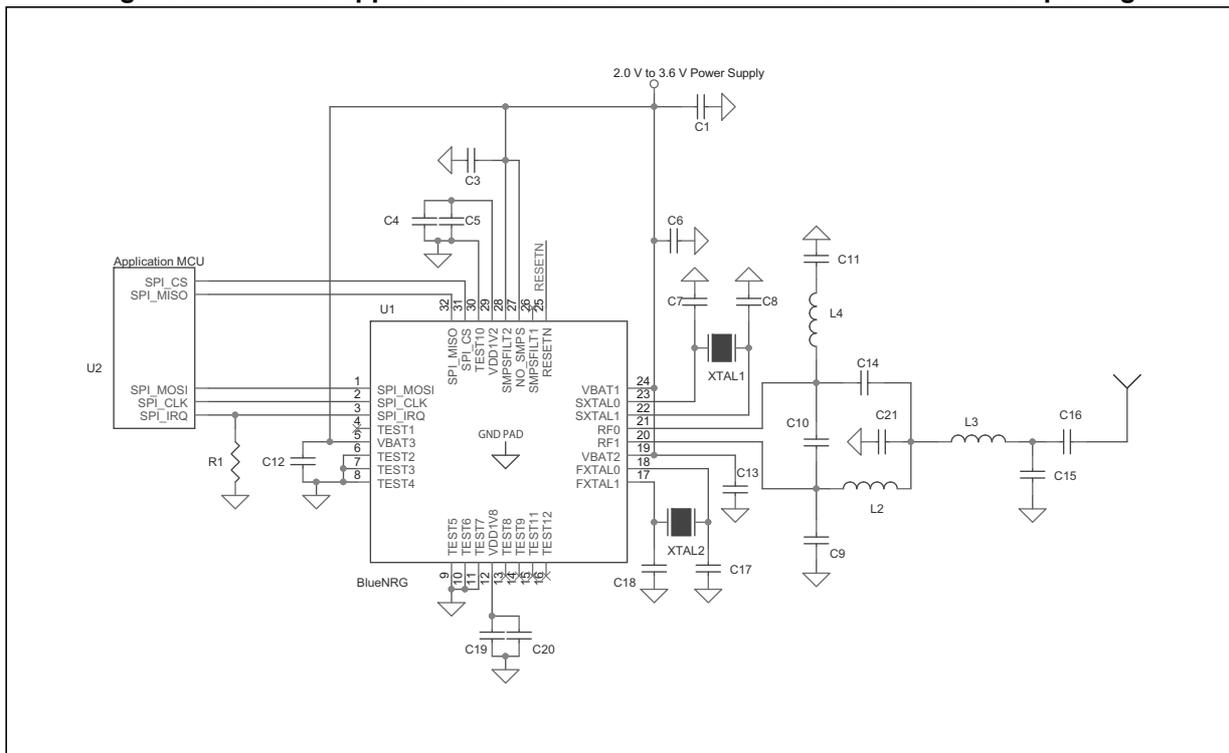 2.0 V to 3.6 V Power Supply
C1
C3
C4
C5
C6
RESETN
C11
Application MCU
SPI_CS
SPI_MISO
U2
SPI_MOSI
SPI_CLK
SPI_IRQ
R1
C12
U1
32
31
30
29
28
27
26
25
SPI_MISO
SPI_CS
TEST10
VDD1V2
SMPSFILT2
NO_SMPS
SMPSFILT1
RESETN
C7
C8
XTAL1
L4
C14
C10
C21
L3
C16
C15
L2
C9
1 SPI_MOSI
2 SPI_CLK
3 SPI_IRQ
4 TEST1
5 VBAT3
6 TEST2
7 TEST3
8 TEST4
GND PAD
VBAT1 24
SXTAL0 23
SXTAL1 22
RF0 21
RF1 20
VBAT2 19
FXTAL0 18
FXTAL1 17
C13
XTAL2
C18
C17
TEST5
TEST6
TEST7
VDD1V8
TEST8
TEST9
TEST11
TEST12
9
10
11
12
13
14
15
16
BlueNRG
C19
C20